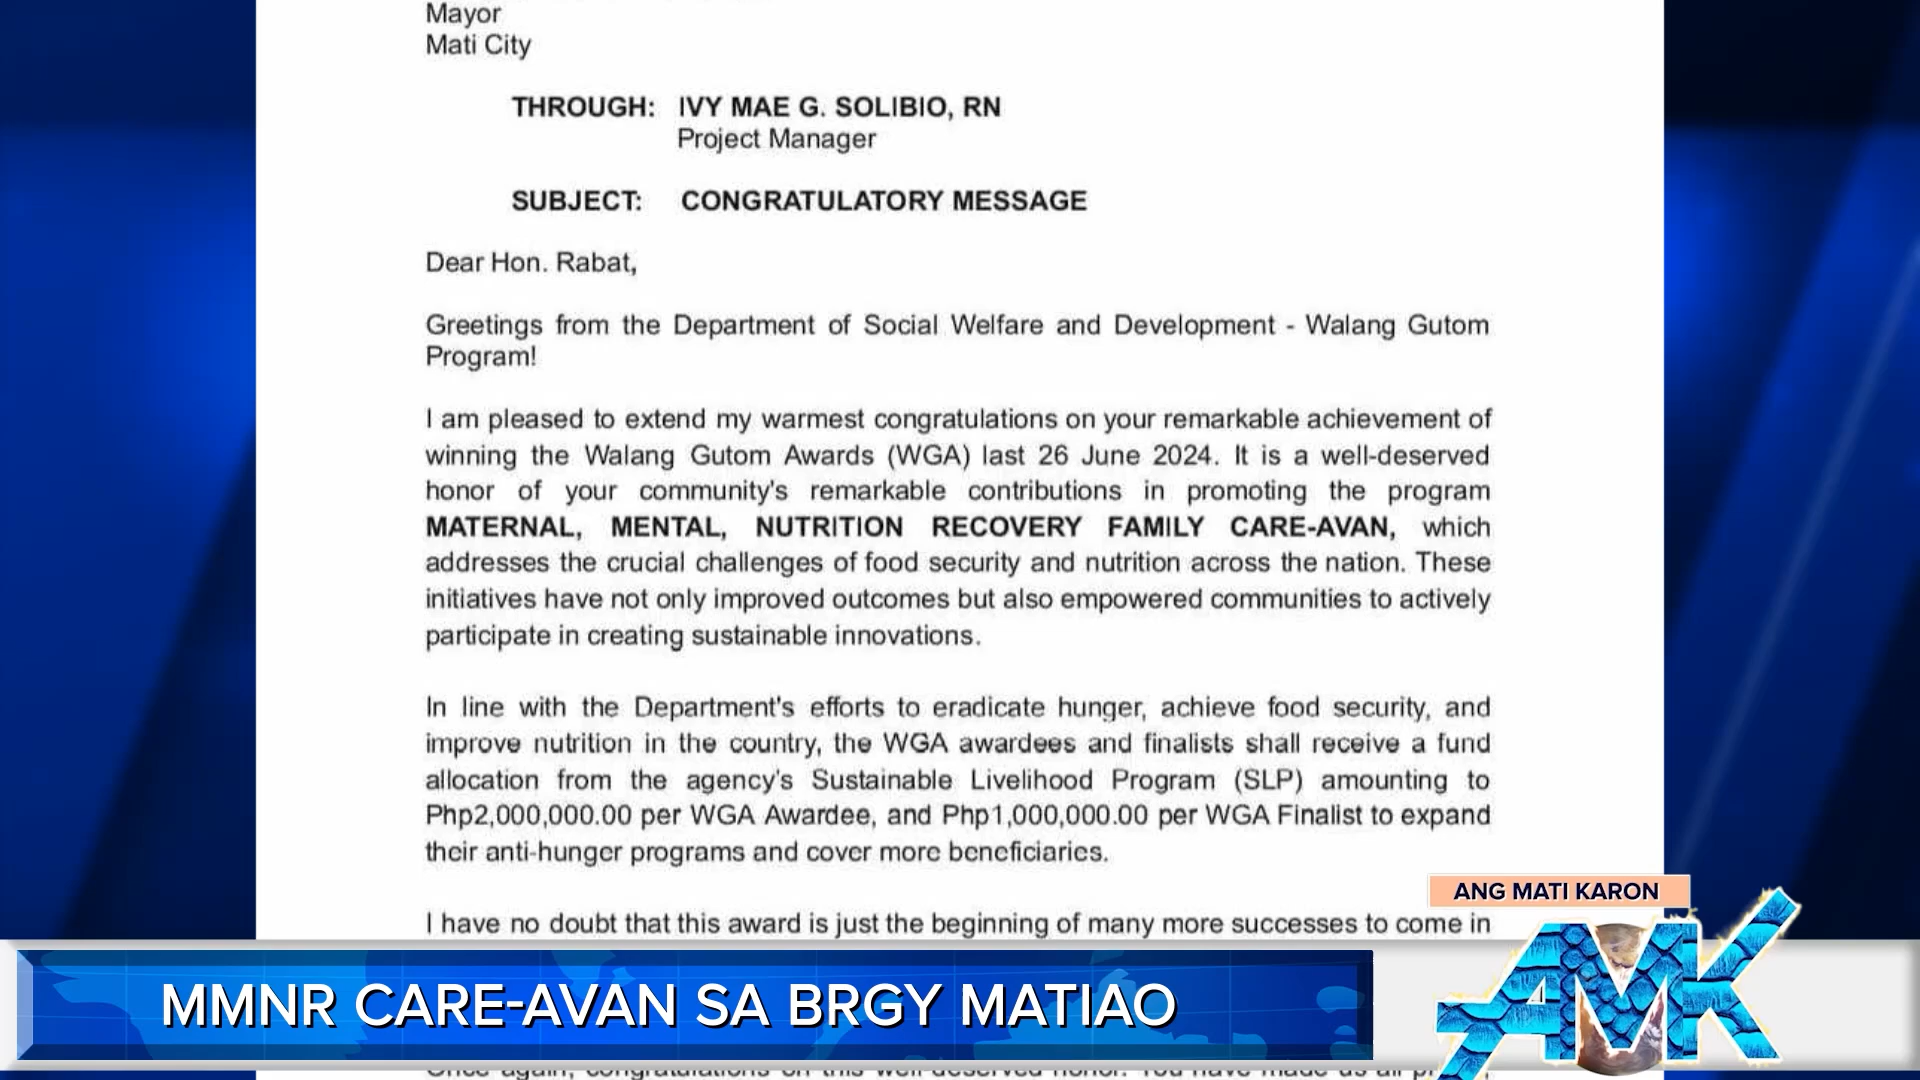 Mayor
Mati City
THROUGH: IVY MAE G. SOLIBIO, RN
Project Manager
SUBJECT: CONGRATULATORY MESSAGE
Dear Hon. Rabat,
Greetings from the Department of Social Welfare and Development - Walang Gutom
Program!
I am pleased to extend my warmest congratulations on your remarkable achievement of
winning the Walang Gutom Awards (WGA) last 26 June 2024. It is a well-deserved
honor of your community's remarkable contributions in promoting the program
MATERNAL, MENTAL, NUTRITION RECOVERY FAMILY CARE-AVAN, which
addresses the crucial challenges of food security and nutrition across the nation. These
initiatives have not only improved outcomes but also empowered communities to actively
participate in creating sustainable innovations.
In line with the Department's efforts to eradicate hunger, achieve food security, and
improve nutrition in the country, the WGA awardees and finalists shall receive a fund
allocation from the agency's Sustainable Livelihood Program (SLP) amounting to
Php2,000,000.00 per WGA Awardee, and Php1,000,000.00 per WGA Finalist to expand
their anti-hunger programs and cover more beneficiaries.
I have no doubt that this award is just the beginning of many more successes to come in
ANG MATI KARON
AMK
MMNR CARE-AVAN SA BRGY MATIAO